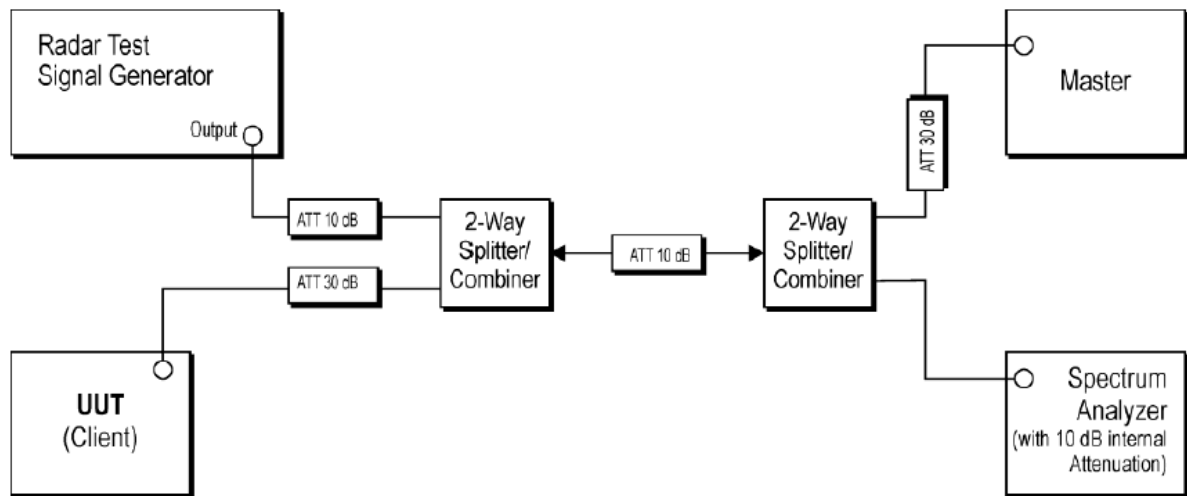 Radar Test
Signal Generator
Output
ATT 10 dB
ATT 30 dB
UUT
(Client)
2-Way
Splitter/
Combiner
ATT 10 dB
2-Way
Splitter/
Combiner
ATT 30 dB
Master
Spectrum
Analyzer
(with 10 dB internal
Attenuation)